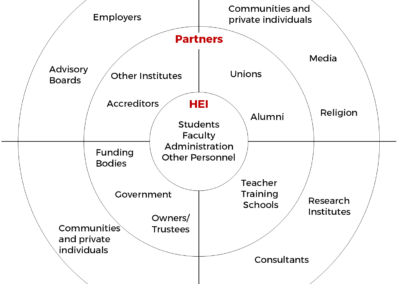 Communities and
private individuals
Employers
Partners
Media
Advisory
Boards
Other Institutes
Unions
Accreditors
HEI
Alumni
Religion
Students
Faculty
Administration
Other Personnel
Funding
Bodies
Teacher
Training
Schools
Government
Research
Institutes
Owners/
Trustees
Communities
and private
individuals
Consultants